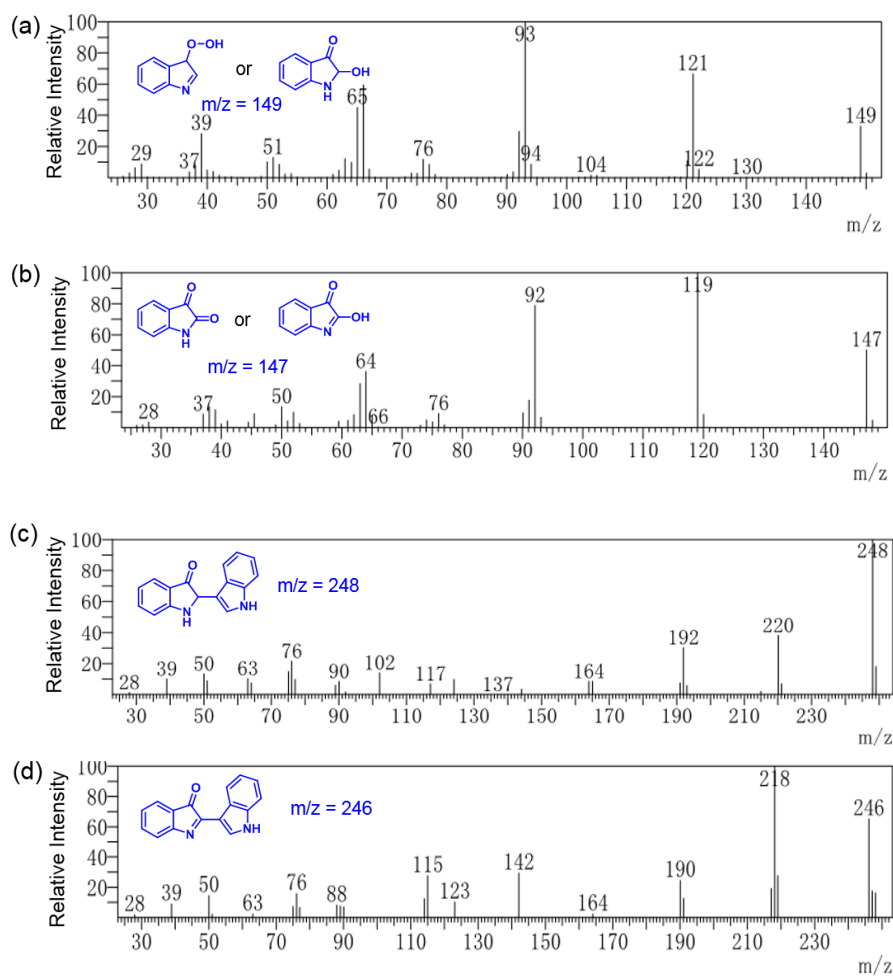 (a)
Relative Intensity
100
80
60
40
20
O-OH
N
or
O
OH
N
H
m/z = 149
29
37
39
51
65
76
93
94
104
121
122
130
149
30 40 50 60 70 80 90 100 110 120 130 140
m/z
(b)
Relative Intensity
100
80
60
40
20
O
O
N
H
or
O
OH
N
m/z = 147
28
37
50
64
66
76
92
119
147
30 40 50 60 70 80 90 100 110 120 130 140
m/z
(c)
Relative Intensity
100
80
60
40
20
O
N
H
NH
m/z = 248
28
39
50
63
76
90
102
117
137
164
192
220
248
30 50 70 90 110 130 150 170 190 210 230
m/z
(d)
Relative Intensity
100
80
60
40
20
O
N
NH
m/z = 246
28
39
50
63
76
88
115
123
142
164
190
218
246
30 50 70 90 110 130 150 170 190 210 230
m/z